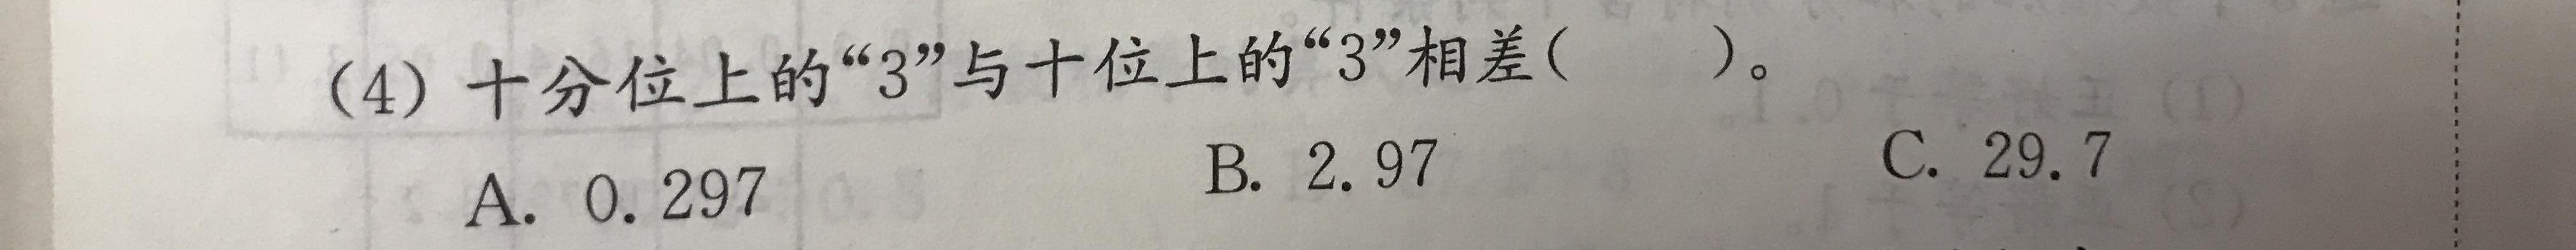 (4) 十分位上的“3”与十位上的“3”相差(  )。
A. 0.297  B. 2.97  C. 29.7